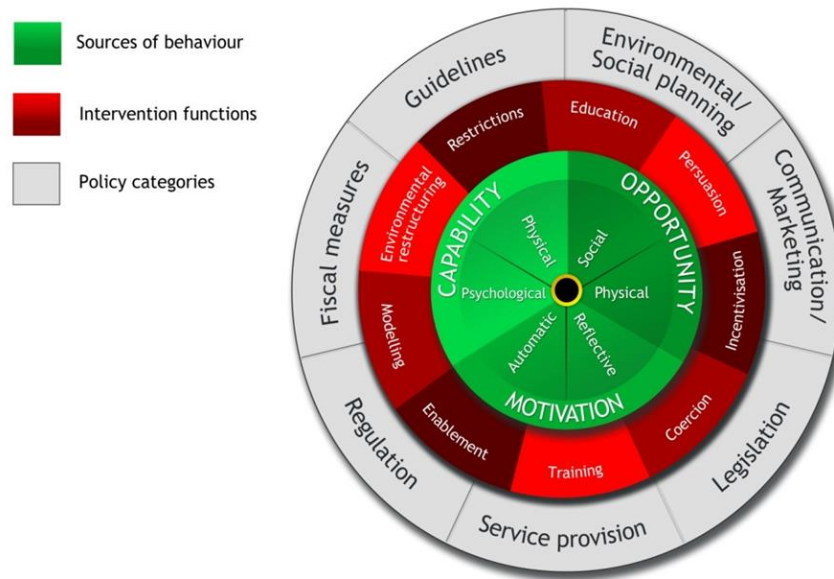 Sources of behaviour
Intervention functions
Policy categories
Guidelines
Environmental/
Social planning
Communication/
Marketing
Legislation
Service provision
Regulation
Fiscal measures
Restrictions
Education
Persuasion
Incentivisation
Coercion
Training
Enablement
Modelling
Environmental
restructuring
CAPABILITY
OPPORTUNITY
MOTIVATION
Physical
Social
Physical
Reflective
Automatic
Psychological